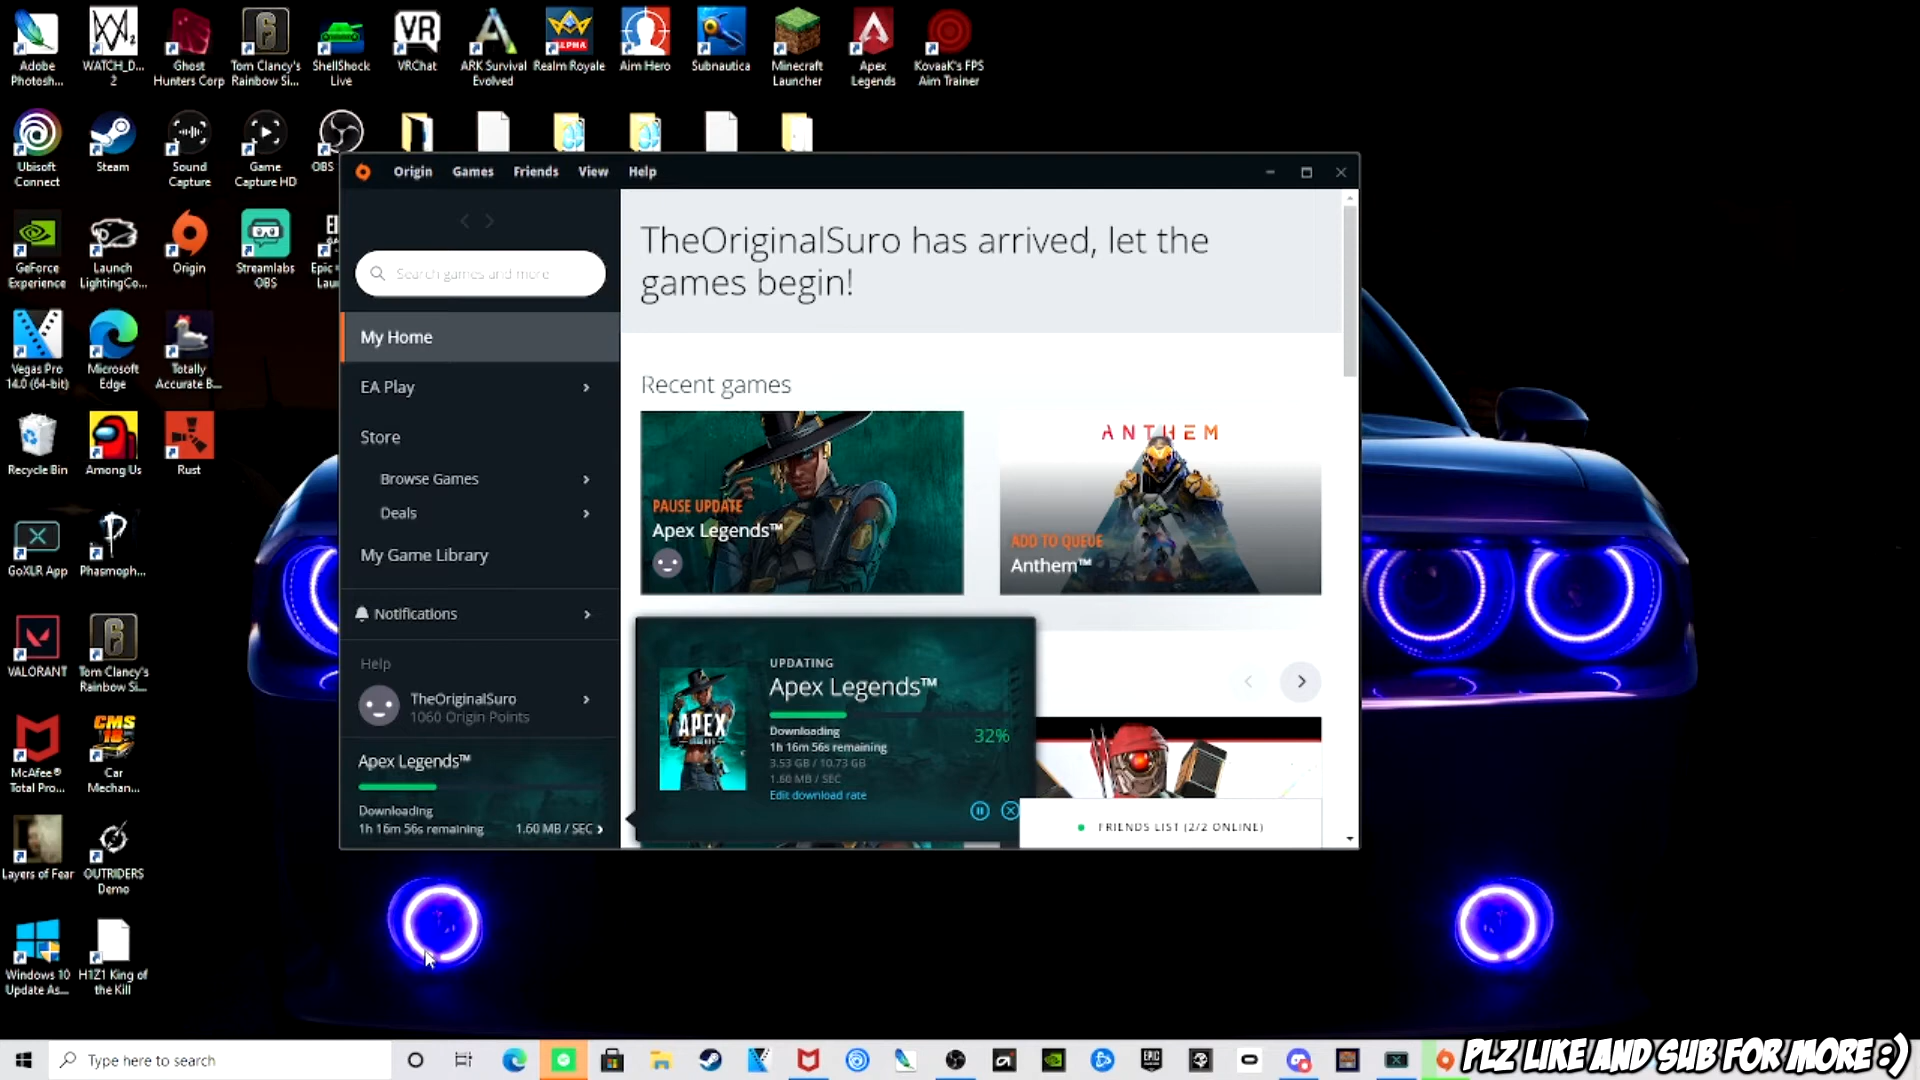 Adobe
Photosh...
WATCH_D...
2
Ghost
Hunters Corp
Tom Clancy's
Rainbow Si...
ShellShock
Live
VRChat
ARK Survival
Evolved
Realm Royale
Aim Hero
Subnautica
Minecraft
Launcher
Apex
Legends
KovaaK's FPS
Aim Trainer
Ubisoft
Connect
Steam
Sound
Capture
Game
Capture HD
OBS
GeForce
Experience
Launch
LightingCo...
Origin
Streamlabs
OBS
Epic
Lau
Vegas Pro
14.0 (64-bit)
Microsoft
Edge
Totally
Accurate B...
Recycle Bin
Among Us
Rust
GoXLR App
Phasmoph...
VALORANT
Tom Clancy's
Rainbow Si...
McAfee®
Total Pro...
Car
Mechan...
Layers of Fear
OUTRIDERS
Demo
Windows 10
Update As...
H1Z1 King of
the Kill
Origin Games Friends View Help
Search games and more
My Home
EA Play
Store
Browse Games
Deals
My Game Library
Notifications
Help
TheOriginalSuro
1060 Origin Points
Apex Legends™
Downloading
1h 16m 56s remaining 1.60 MB / SEC
TheOriginalSuro has arrived, let the
games begin!
Recent games
PAUSE UPDATE
Apex Legends™
ANTHEM
ADD TO QUEUE
Anthem™
UPDATING
Apex Legends™
APEX
Downloading
1h 16m 56s remaining
32%
3.53 GB / 10.73 GB
1.60 MB / SEC
Edit download rate
FRIENDS LIST (2/2 ONLINE)
Type here to search
PLZ LIKE AND SUB FOR MORE :)